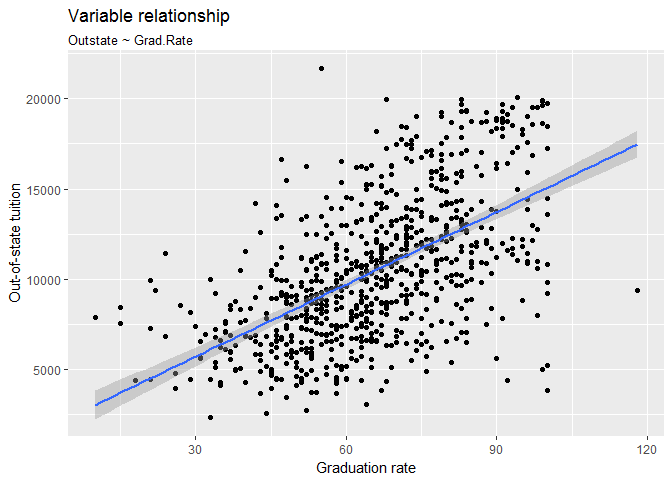 Variable relationship
Outstate ~ Grad.Rate
Out-of-state tuition
20000
15000
10000
5000
30 60 90 120
Graduation rate